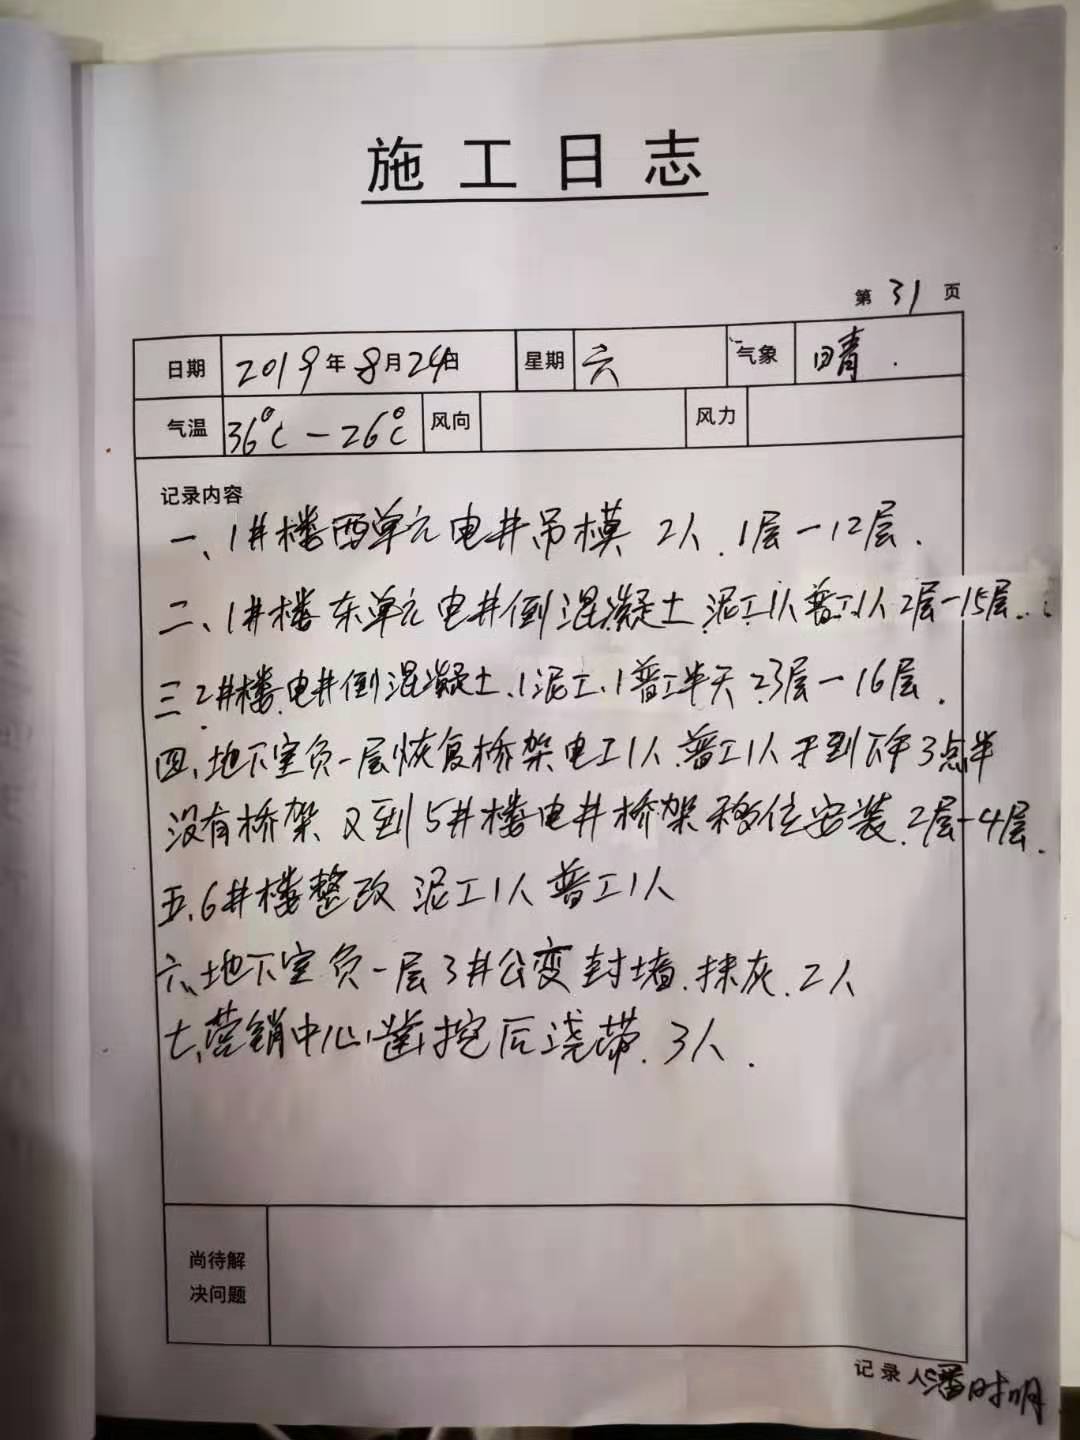 施工日志
第 31 页
日期 2019年8月24日 星期 六 气象 晴.
气温 36℃-26℃ 风向 风力
记录内容
一、1井楼西单元电井吊模 2人.1层-12层.
二、1井楼东单元电井倒混凝土 泥工1人普工1人2层-15层..
三2井楼.电井倒混凝土.1泥工.1普工半天.23层-16层.
四.地下室负一层恢复桥架电工1人.普工1人 干到下午3点半
没有桥架 又到5井楼电井桥架移位安装.2层-4层.
五.6井楼整改 泥工1人 普工1人
六.地下室负一层3井公变封墙.抹灰.2人
七.营销中心凿挖后浇带.3人.
尚待解
决问题
记录人潘时明